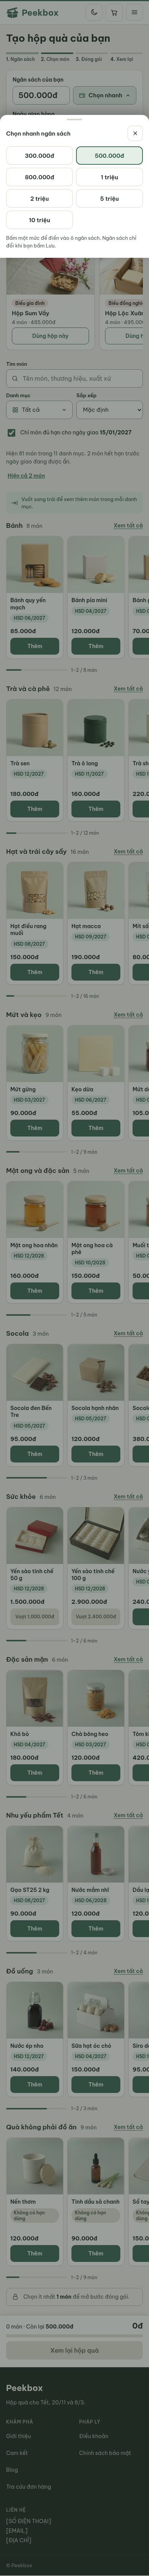 Peekbox
Tạo hộp quà của bạn
1. Ngân sách
2. Chọn món
3. Đóng gói
4. Xem lại
Ngân sách của bạn
500.000đ
Chọn nhanh
Chọn nhanh ngân sách
300.000đ
500.000đ
800.000đ
1 triệu
2 triệu
5 triệu
10 triệu
Bấm một mức để điền vào ô ngân sách. Ngân sách chỉ đổi khi bạn bấm Lưu.
Biếu gia đình
Hộp Sum Vầy
4 món · 495.000đ
Dùng hộp này
Biếu đồng nghiệp
Hộp Lộc Xuân
Tìm món
Tìm món, thương hiệu, xuất xứ
Danh mục
Sắp xếp
Tất cả
Mặc định
Chỉ món đủ hạn cho ngày giao 15/01/2027
Hiện 81 món trong 11 danh mục. 2 món hết hạn trước ngày giao đang được ẩn.
Hiện cả 2 món
Vuốt sang trái để xem thêm món trong mỗi danh mục.
Bánh 8 món
Xem tất cả
Bánh quy yến mạch
HSD 06/2027
85.000đ
Thêm
Bánh pía mini
HSD 04/2027
120.000đ
Thêm
1–2 / 8 món
Trà và cà phê 12 món
Xem tất cả
Trà sen
HSD 12/2027
180.000đ
Thêm
Trà ô long
HSD 11/2027
160.000đ
Thêm
1–2 / 12 món
Hạt và trái cây sấy 16 món
Xem tất cả
Hạt điều rang muối
HSD 08/2027
150.000đ
Thêm
Hạt macca
HSD 09/2027
190.000đ
Thêm
1–2 / 16 món
Mứt và kẹo 9 món
Xem tất cả
Mứt gừng
HSD 03/2027
90.000đ
Thêm
Kẹo dừa
HSD 06/2027
55.000đ
Thêm
1–2 / 9 món
Mật ong và đặc sản 5 món
Xem tất cả
Mật ong hoa nhãn
HSD 12/2028
160.000đ
Thêm
Mật ong hoa cà phê
HSD 10/2028
150.000đ
Thêm
1–2 / 5 món
Socola 3 món
Xem tất cả
Socola đen Bến Tre
HSD 05/2027
95.000đ
Thêm
Socola hạnh nhân
HSD 05/2027
120.000đ
Thêm
1–2 / 3 món
Sức khỏe 6 món
Xem tất cả
Yến sào tinh chế 50 g
HSD 12/2028
1.500.000đ
Vượt 1.000.000đ
Yến sào tinh chế 100 g
HSD 12/2028
2.900.000đ
Vượt 2.400.000đ
1–2 / 6 món
Đặc sản mặn 6 món
Xem tất cả
Khô bò
HSD 04/2027
180.000đ
Thêm
Chà bông heo
HSD 03/2027
120.000đ
Thêm
1–2 / 6 món
Nhu yếu phẩm Tết 4 món
Xem tất cả
Gạo ST25 2 kg
HSD 08/2027
90.000đ
Thêm
Nước mắm nhỉ
HSD 06/2028
120.000đ
Thêm
1–2 / 4 món
Đồ uống 3 món
Xem tất cả
Nước ép nho
HSD 12/2027
140.000đ
Thêm
Sữa hạt óc chó
HSD 04/2027
150.000đ
Thêm
1–2 / 3 món
Quà không phải đồ ăn 9 món
Xem tất cả
Nến thơm
Không có hạn dùng
120.000đ
Thêm
Tinh dầu sả chanh
Không có hạn dùng
90.000đ
Thêm
1–2 / 9 món
Chọn ít nhất 1 món để mở bước đóng gói.
0 món · Còn lại 500.000đ
0đ
Xem lại hộp quà
Peekbox
Hộp quà cho Tết, 20/11 và 8/3.
KHÁM PHÁ
PHÁP LÝ
Giới thiệu
Điều khoản
Cam kết
Chính sách bảo mật
Blog
Tra cứu đơn hàng
LIÊN HỆ
[SỐ ĐIỆN THOẠI]
[EMAIL]
[ĐỊA CHỈ]
© Peekbox